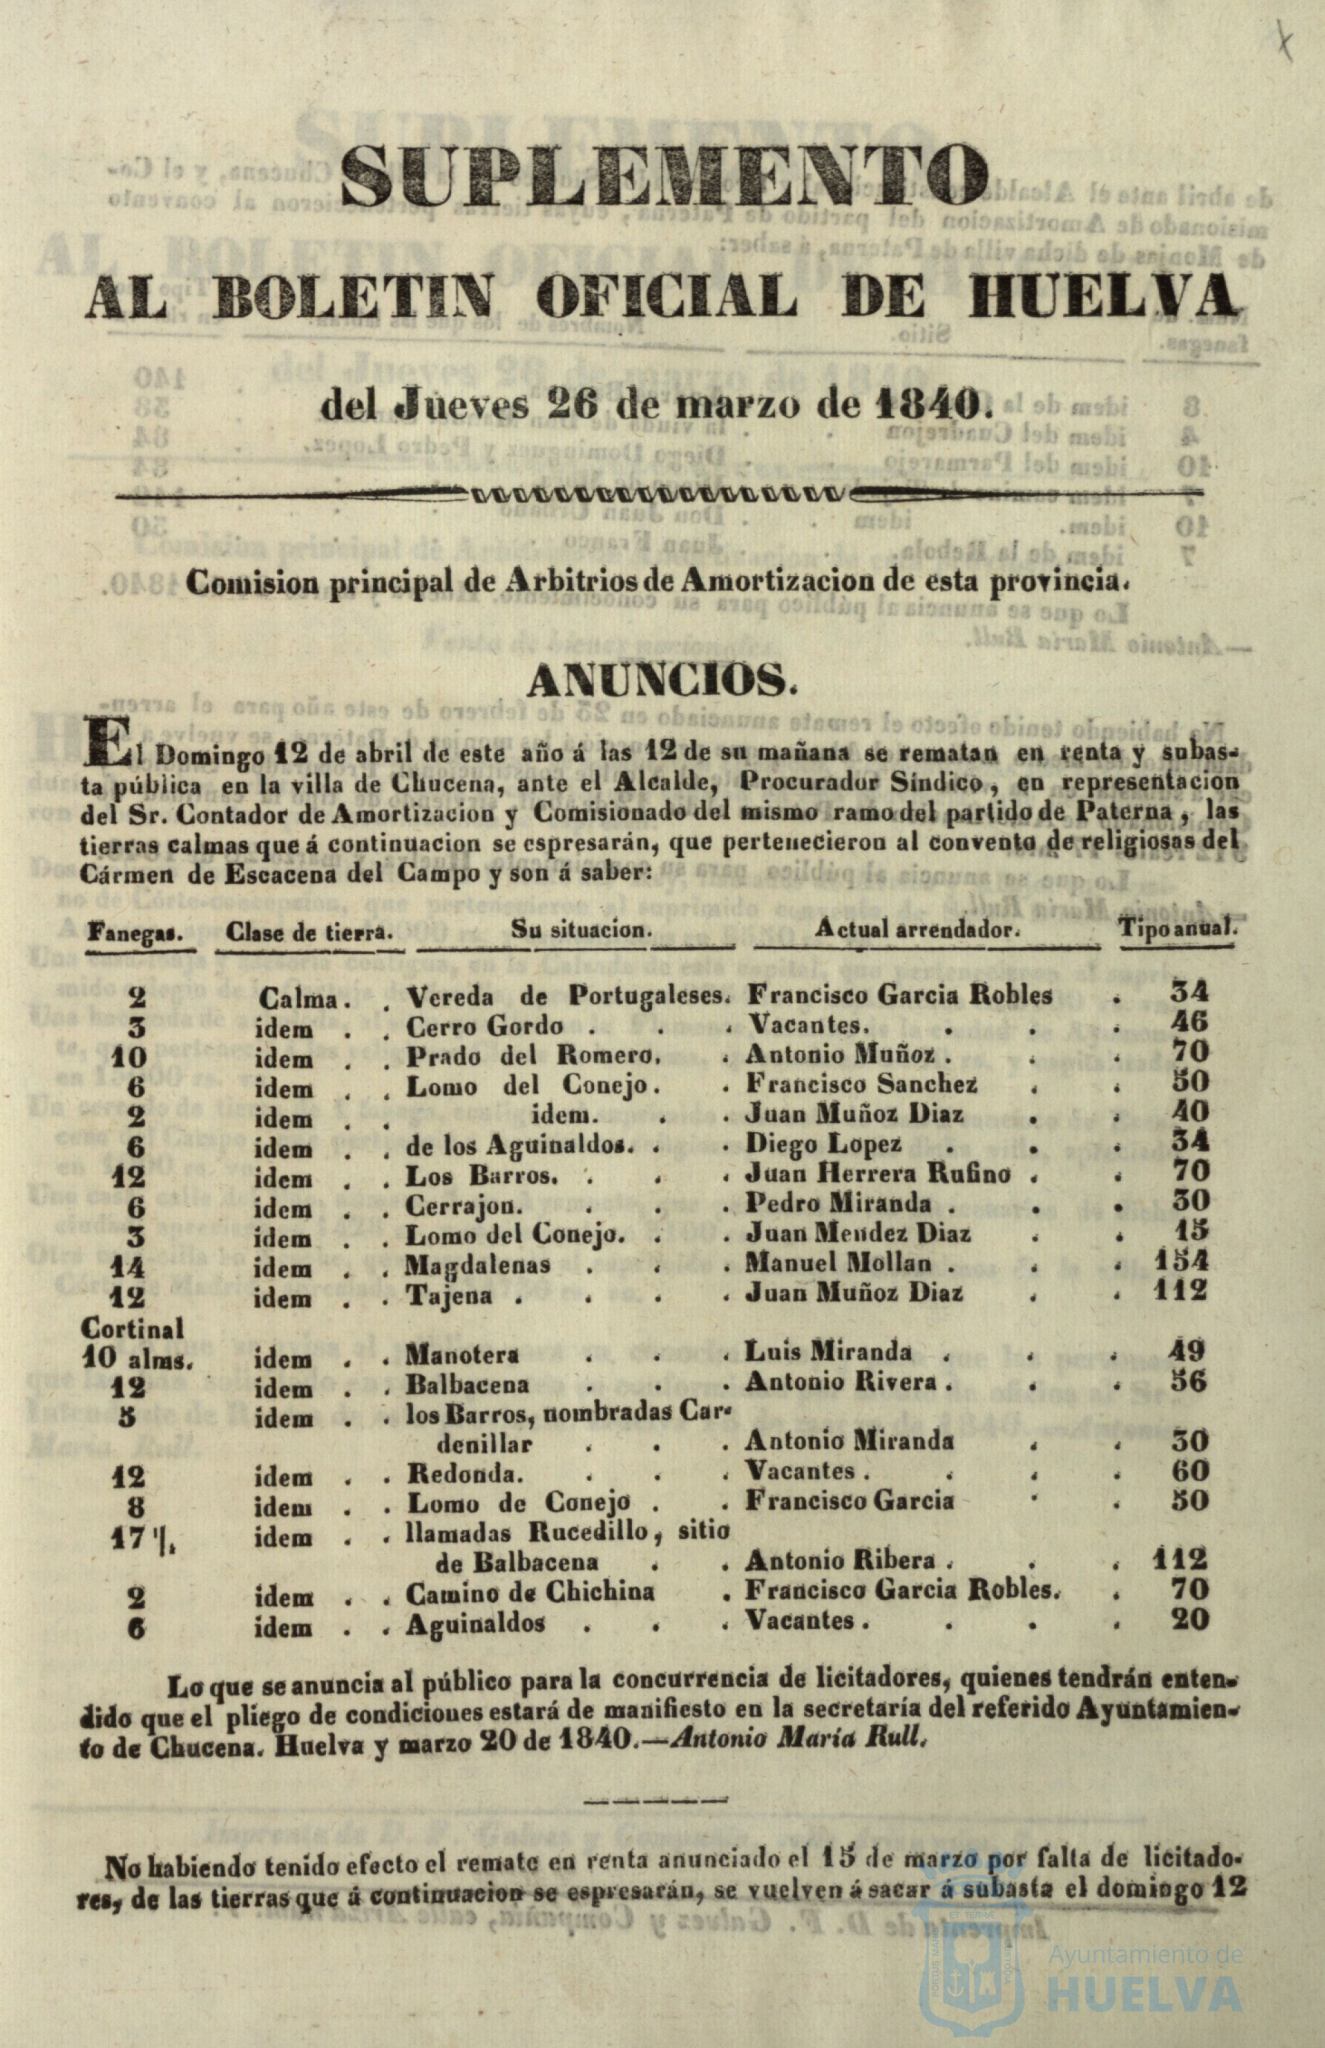 SUPLEMENTO
AL BOLETIN OFICIAL DE HUELVA
del Jueves 26 de marzo de 1840.
Comision principal de Arbitrios de Amortizacion de esta provincia.
ANUNCIOS.
El Domingo 12 de abril de este año á las 12 de su mañana se rematan en renta y subas-
ta pública en la villa de Chucena, ante el Alcalde, Procurador Síndico, en representacion
del Sr. Contador de Amortizacion y Comisionado del mismo ramo del partido de Paterna, las
tierras calmas que á continuacion se espresarán, que pertenecieron al convento de religiosas del
Cármen de Escacena del Campo y son á saber:
Fanegas. Clase de tierra. Su situacion. Actual arrendador. Tipo anual.
2 Calma. . Vereda de Portugaleses. Francisco Garcia Robles . 34
3 idem . . Cerro Gordo . . . Vacantes. . . . 46
10 idem . . Prado del Romero. . Antonio Muñoz . . . 70
6 idem . . Lomo del Conejo. . Francisco Sanchez . . 50
2 idem . . idem. . . Juan Muñoz Diaz . . 40
6 idem . . de los Aguinaldos. . . Diego Lopez . . . 34
12 idem . . Los Barros. . . . Juan Herrera Rufino . . 70
6 idem . . Cerrajon. . . . Pedro Miranda . . . 30
3 idem . . Lomo del Conejo. . . Juan Mendez Diaz . . 15
14 idem . . Magdalenas . . . Manuel Mollan . . . 154
12 idem . . Tajena . . . . Juan Muñoz Diaz . . 112
Cortinal
10 alms. idem . . Manotera . . . Luis Miranda . . . 49
12 idem . . Balbacena . . . Antonio Rivera . . . 56
5 idem . . los Barros, nombradas Car-
denillar . . . Antonio Miranda . . 30
12 idem . . Redonda. . . . Vacantes . . . . 60
8 idem . . Lomo de Conejo . . Francisco Garcia . . 50
17 idem . . llamadas Rucedillo, sitio
de Balbacena . . Antonio Ribera . . . 112
2 idem . . Camino de Chichina . Francisco Garcia Robles. . 70
6 idem . . Aguinaldos . . . Vacantes . . . . 20
Lo que se anuncia al público para la concurrencia de licitadores, quienes tendrán enten-
dido que el pliego de condiciones estará de manifiesto en la secretaría del referido Ayuntamien-
to de Chucena. Huelva y marzo 20 de 1840.—Antonio María Rull.
No habiendo tenido efecto el remate en renta anunciado el 15 de marzo por falta de licitado-
res, de las tierras que á continuacion se espresarán, se vuelven á sacar á subasta el domingo 12
Ayuntamiento de
HUELVA